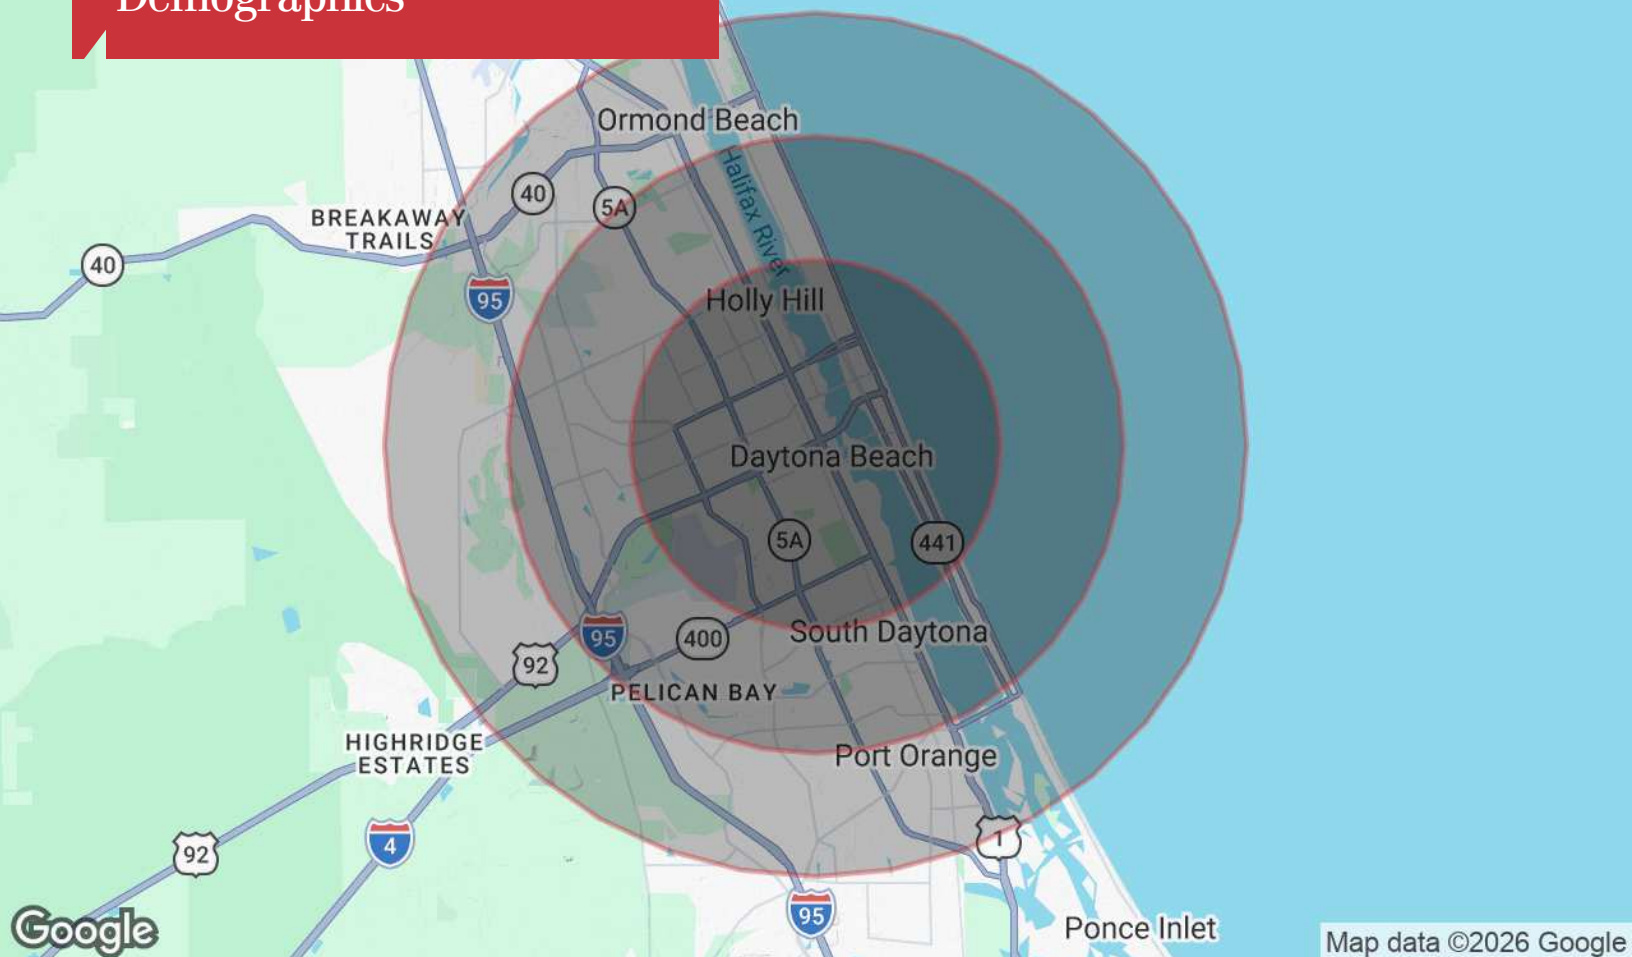 Demographics
Ormond Beach
Halifax River
40
5A
BREAKAWAY
TRAILS
40
95
Holly Hill
Daytona Beach
5A
441
95
400
South Daytona
92
PELICAN BAY
HIGHRIDGE
ESTATES
Port Orange
1
4
92
95
Ponce Inlet
Google
Map data ©2026 Google